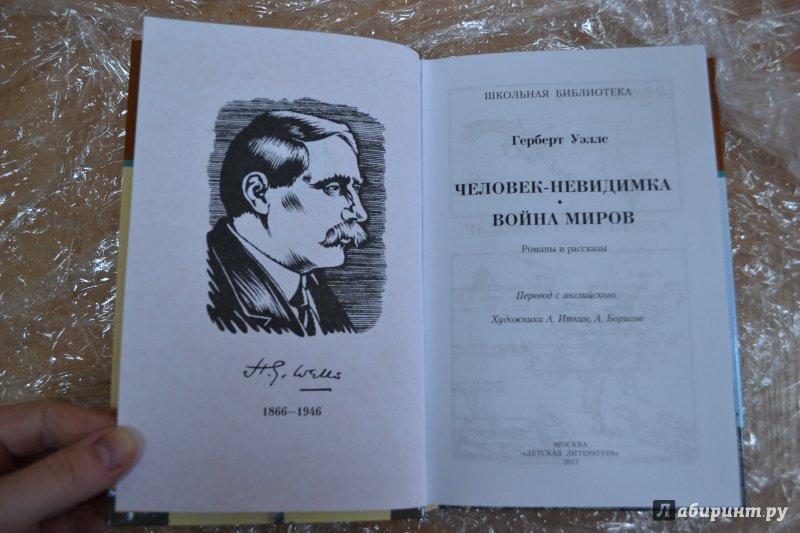 H.G. Wells
1866—1946
ШКОЛЬНАЯ БИБЛИОТЕКА
Герберт Уэллс
ЧЕЛОВЕК-НЕВИДИМКА
•
ВОЙНА МИРОВ
Романы и рассказы
Перевод с английского
Художники А. Иткин, А. Борисов
МОСКВА
«ДЕТСКАЯ ЛИТЕРАТУРА»
2017
Лабиринт.ру